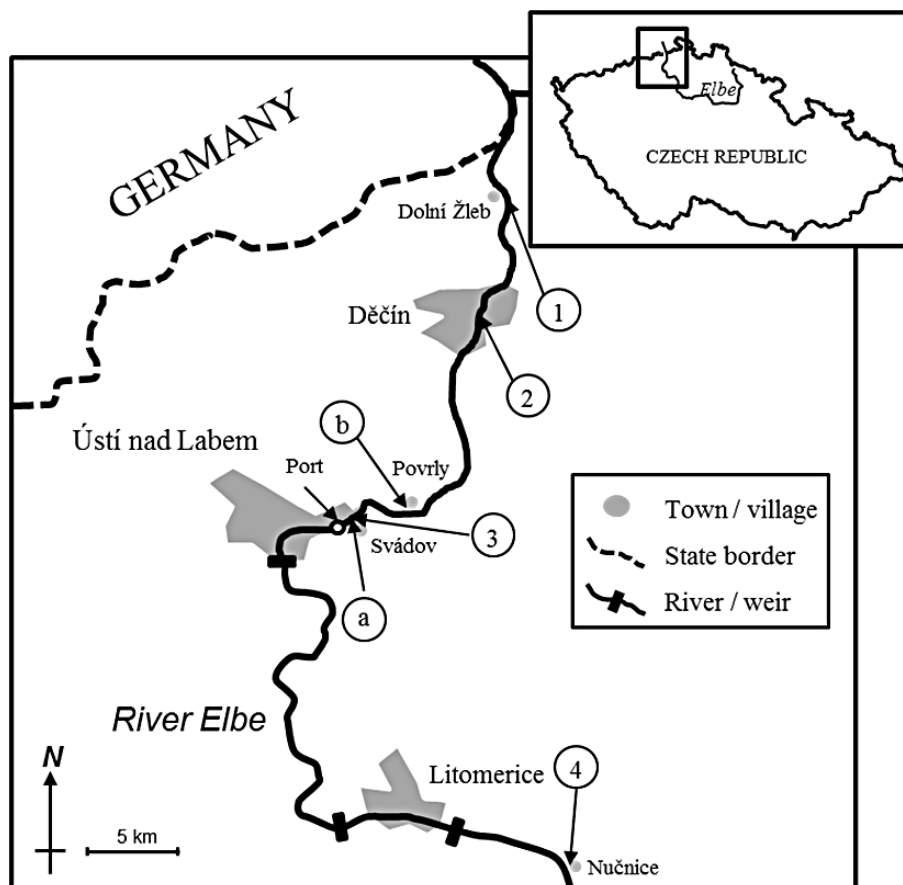 GERMANY
Elbe
CZECH REPUBLIC
Dolní Žleb
1
Děčín
2
Ústí nad Labem
b
Port
Povrly
3
Svádov
a
Town / village
State border
River / weir
River Elbe
N
5 km
Litomerice
4
Nučnice